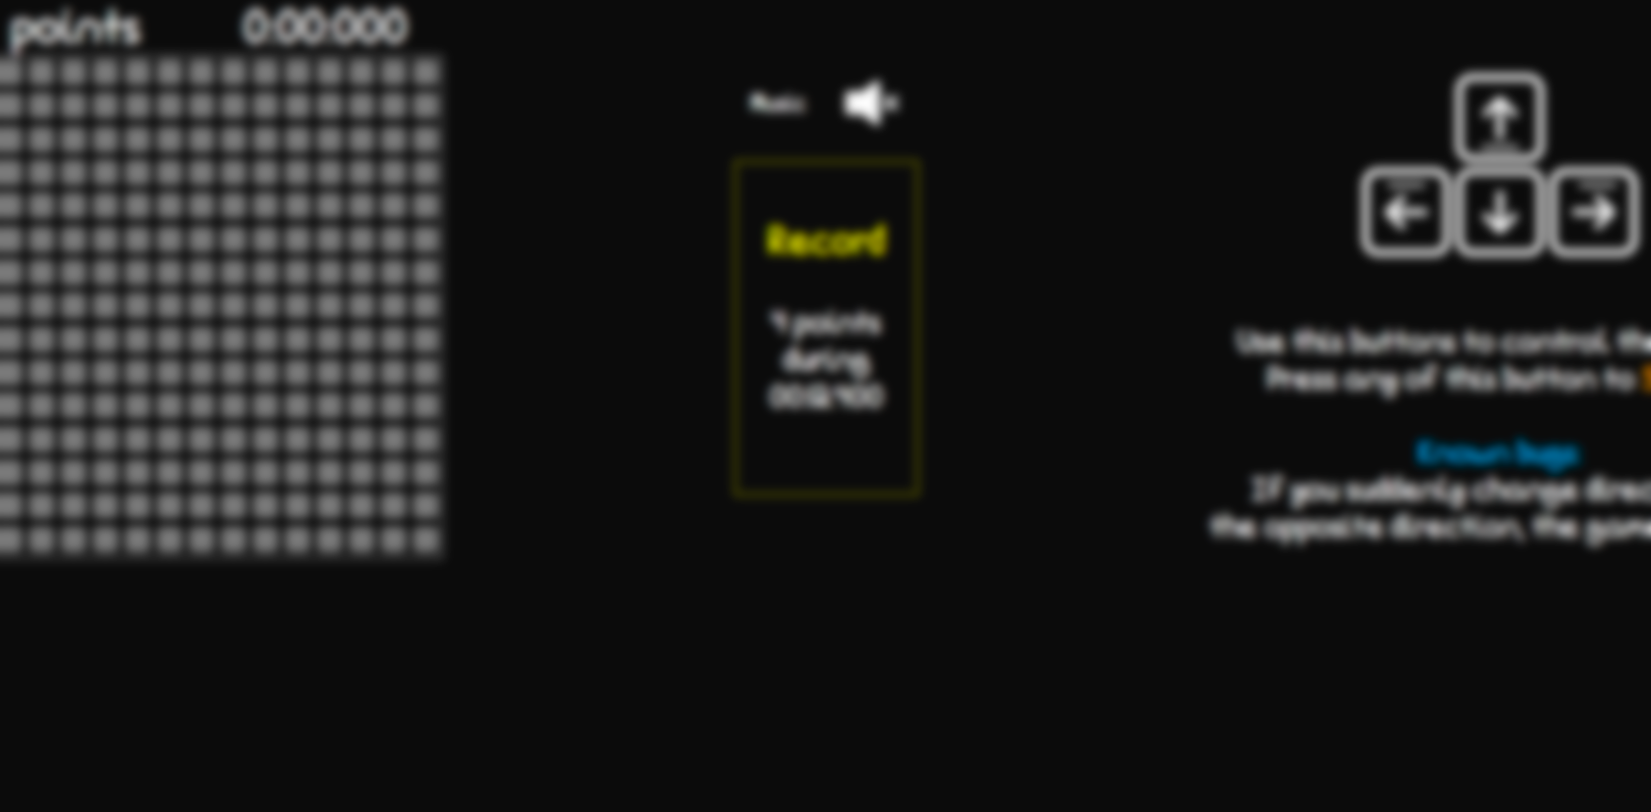 points 0:00:000
Music
Record
points
during
Use this buttons to control, the
Press any of this button to
Known bugs
If you suddenly change direc
the opposite direction, the game